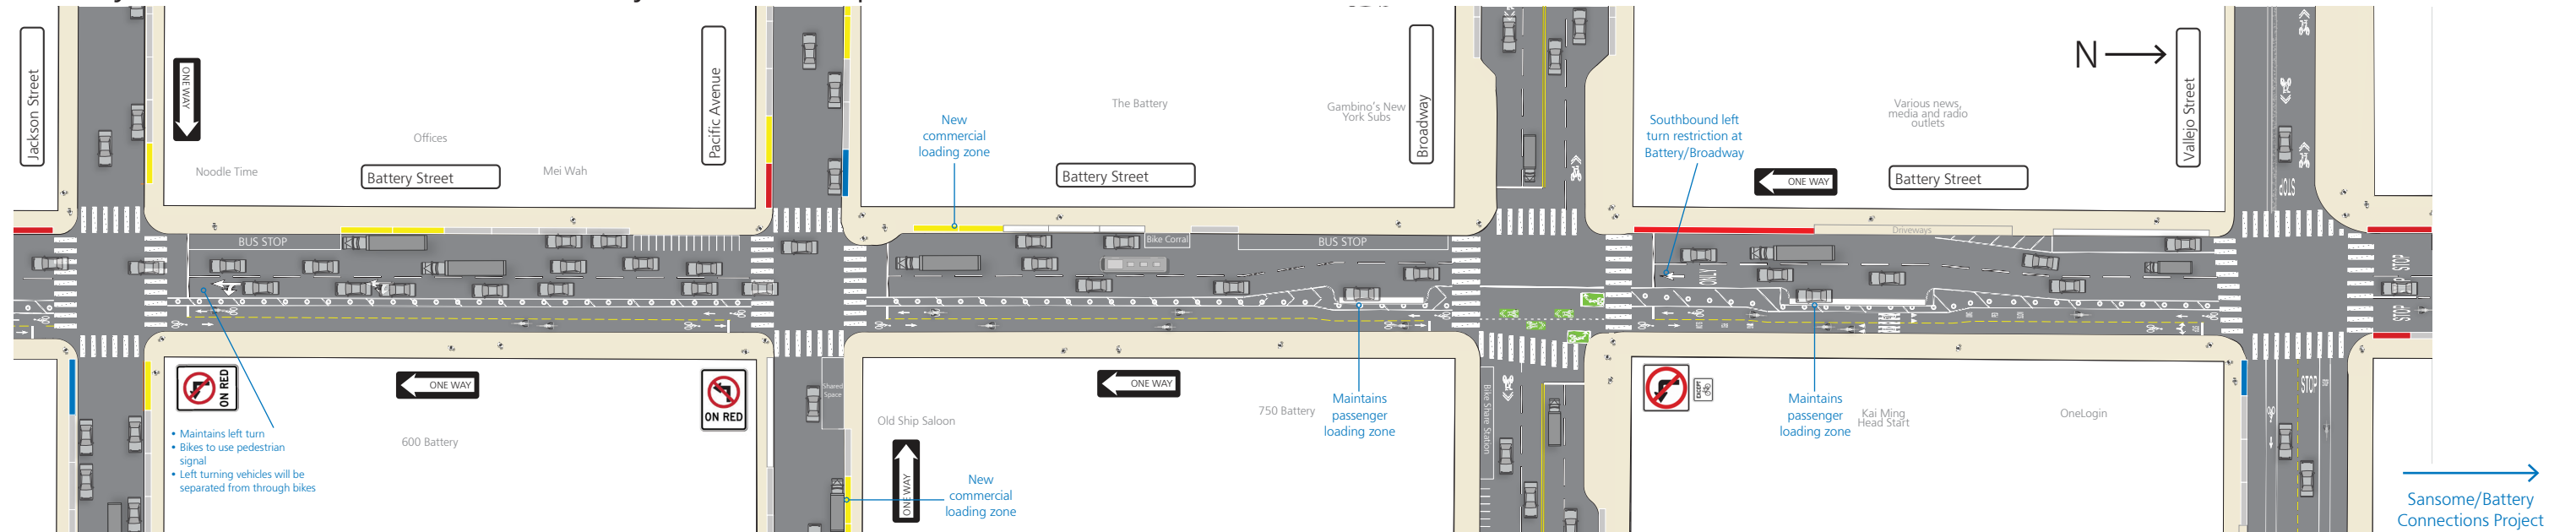 Jackson Street
ONE WAY
Offices
Noodle Time
Battery Street
Mei Wah
Pacific Avenue
New
commercial
loading zone
The Battery
Battery Street
Gambino's New
York Subs
Broadway
Southbound left
turn restriction at
Battery/Broadway
Various news,
media and radio
outlets
ONE WAY
Battery Street
N
Vallejo Street
STOP
BUS STOP
Bike Corral
BUS STOP
Driveways
ONLY
STOP
STOP
ON RED
ONE WAY
ON RED
Shared
Space
ONE WAY
Old Ship Saloon
750 Battery
Maintains
passenger
loading zone
Bike Share Station
EXCEPT
Maintains
passenger
loading zone
Kai Ming
Head Start
OneLogin
STOP
• Maintains left turn
• Bikes to use pedestrian
signal
• Left turning vehicles will be
separated from through bikes
600 Battery
ONE WAY
New
commercial
loading zone
Sansome/Battery
Connections Project